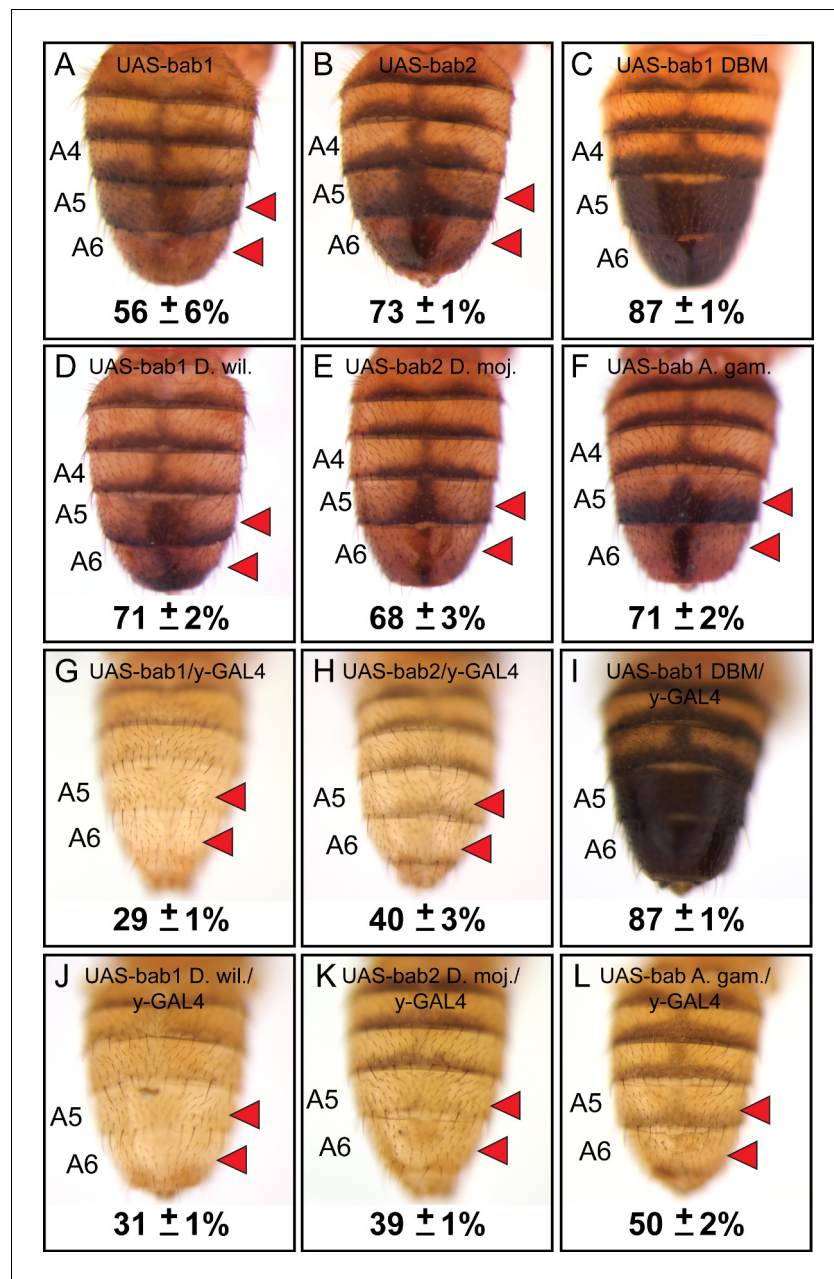 A UAS-bab1
A4
A5
A6
56 ± 6%
B UAS-bab2
A4
A5
A6
73 ± 1%
C UAS-bab1 DBM
A4
A5
A6
87 ± 1%
D UAS-bab1 D. wil.
A4
A5
A6
71 ± 2%
E UAS-bab2 D. moj.
A4
A5
A6
68 ± 3%
F UAS-bab A. gam.
A4
A5
A6
71 ± 2%
G UAS-bab1/y-GAL4
A5
A6
29 ± 1%
H UAS-bab2/y-GAL4
A5
A6
40 ± 3%
I UAS-bab1 DBM/
y-GAL4
A5
A6
87 ± 1%
J UAS-bab1 D. wil./
y-GAL4
A5
A6
31 ± 1%
K UAS-bab2 D. moj./
y-GAL4
A5
A6
39 ± 1%
L UAS-bab A. gam./
y-GAL4
A5
A6
50 ± 2%